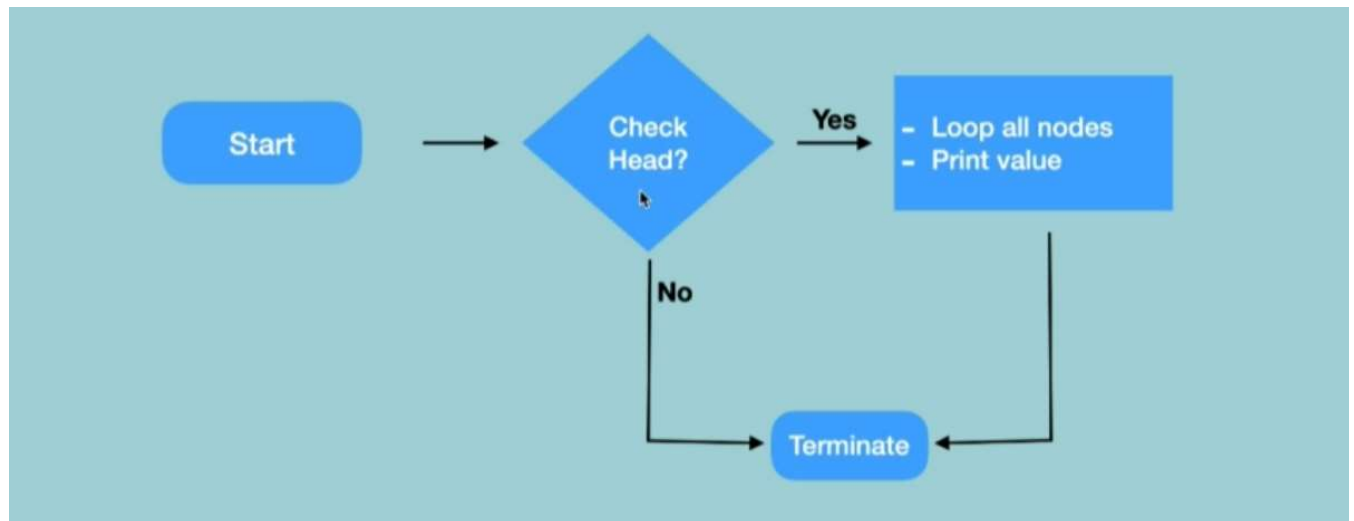 Start
Check
Head?
Yes
- Loop all nodes
- Print value
No
Terminate